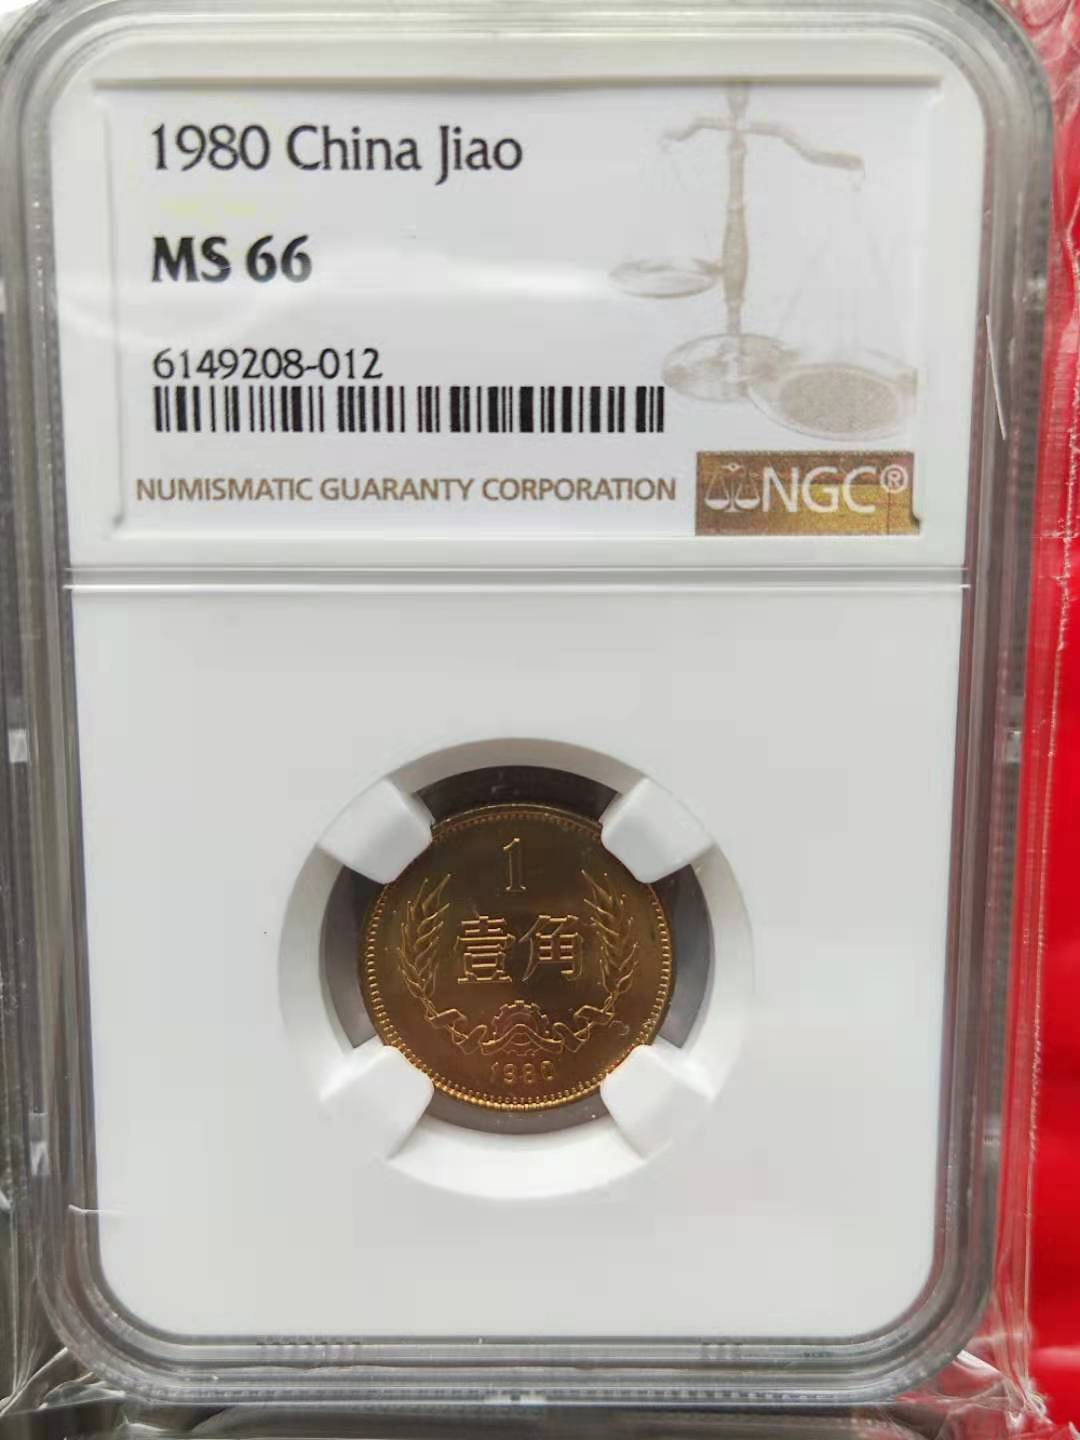 1980 China Jiao
MS 66
6149208-012
NUMISMATIC GUARANTY CORPORATION
NGC®
1
壹角
1980